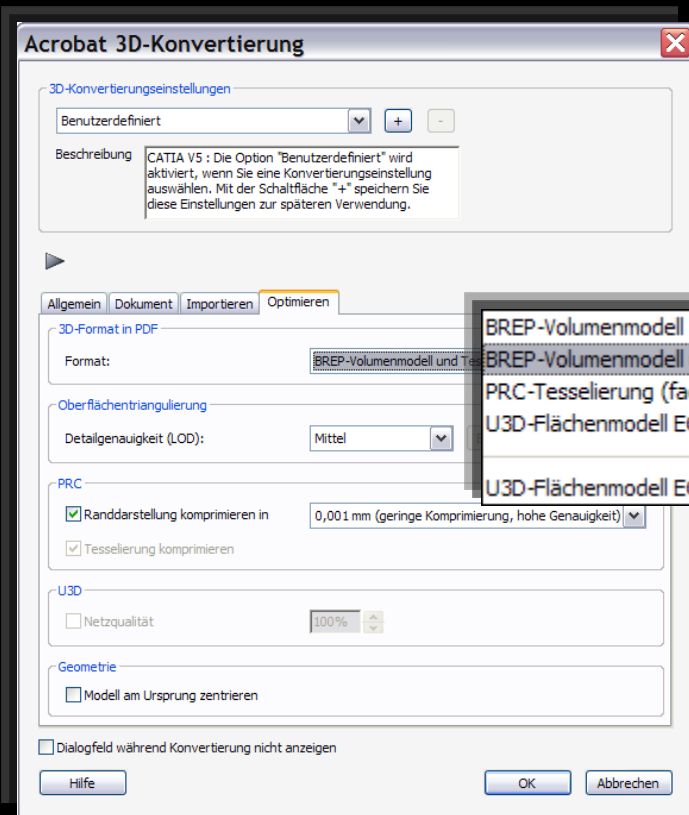 Acrobat 3D-Konvertierung
3D-Konvertierungseinstellungen
Benutzerdefiniert
+
-
Beschreibung
CATIA V5 : Die Option "Benutzerdefiniert" wird
aktiviert, wenn Sie eine Konvertierungseinstellung
auswählen. Mit der Schaltfläche "+" speichern Sie
diese Einstellungen zur späteren Verwendung.
Allgemein Dokument Importieren Optimieren
3D-Format in PDF
Format:
BREP-Volumenmodell und
BREP-Volumenmodell
BREP-Volumenmodell
PRC-Tesselierung
U3D-Flächenmodell
U3D-Flächenmodell
Oberflächentriangulierung
Detailgenauigkeit (LOD):
Mittel
PRC
Randdarstellung komprimieren in
0,001 mm (geringe Komprimierung, hohe Genauigkeit)
Tesselierung komprimieren
U3D
Netzqualität
100%
Geometrie
Modell am Ursprung zentrieren
Dialogfeld während Konvertierung nicht anzeigen
Hilfe
OK
Abbrechen